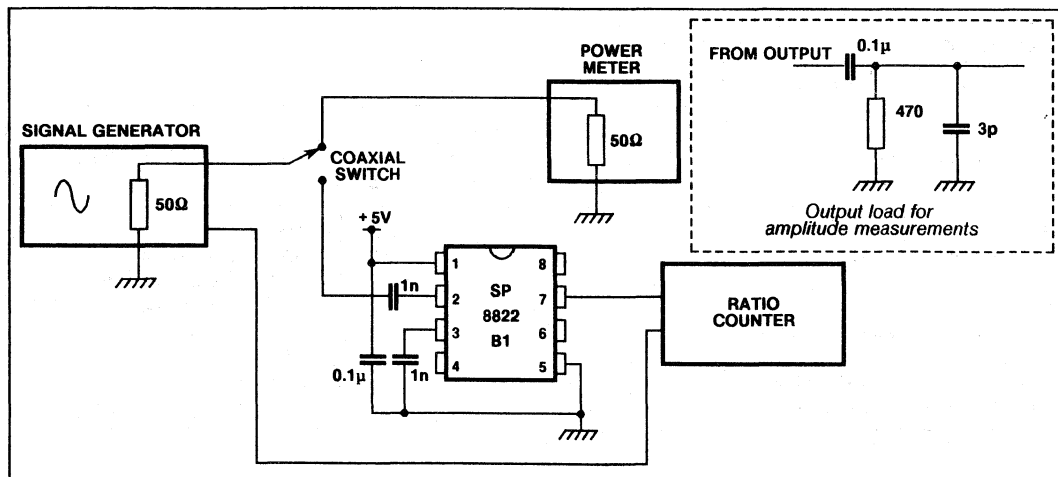 POWER
METER
50Ω
SIGNAL GENERATOR
50Ω
COAXIAL
SWITCH
+ 5V
1n
0.1μ
1n
1
2
3
4
SP
8822
B1
8
7
6
5
RATIO
COUNTER
FROM OUTPUT
0.1μ
470
3p
Output load for
amplitude measurements